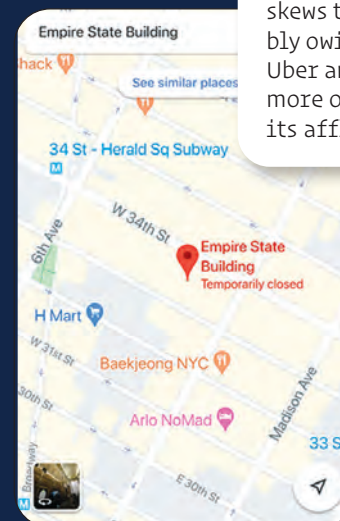 skews t
bly owi
Uber an
more o
its aff
Empire State Building
hack
See similar places
34 St - Herald Sq Subway
M
W 34th St
6th Ave
Empire State
Building
Temporarily closed
H Mart
W 31st St
Baekjeong NYC
Madison Ave
30th St
Arlo NoMad
33 S
Broadway
E 30th St
M